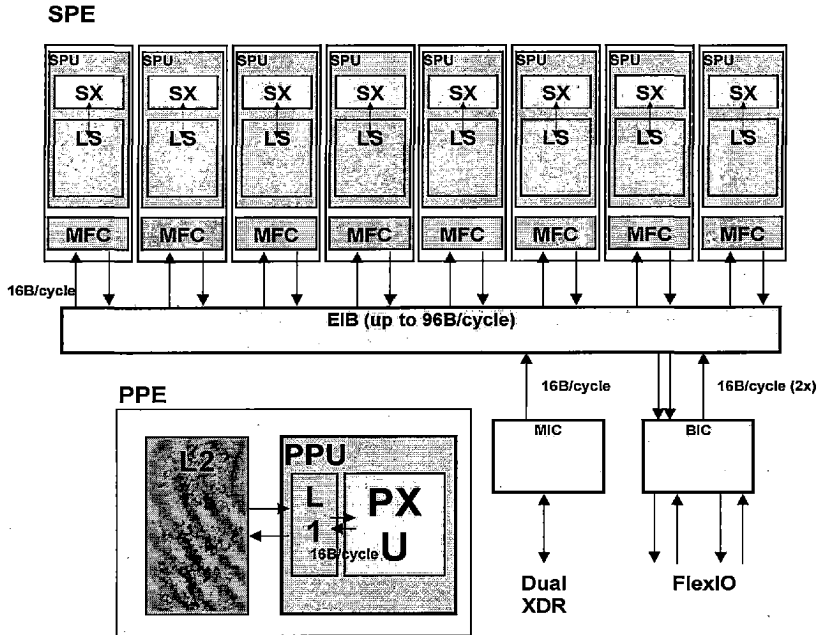 SPE
SPU SPU SPU SPU SPU SPU SPU SPU
SX SX SX SX SX SX SX SX
LS LS LS LS LS LS LS LS
MFC MFC MFC MFC MFC MFC MFC MFC
16B/cycle
EIB (up to 96B/cycle)
16B/cycle 16B/cycle (2x)
PPE
MIC BIC
L2
PPU
L
1
PX
U
16B/cycle
Dual
XDR
FlexIO